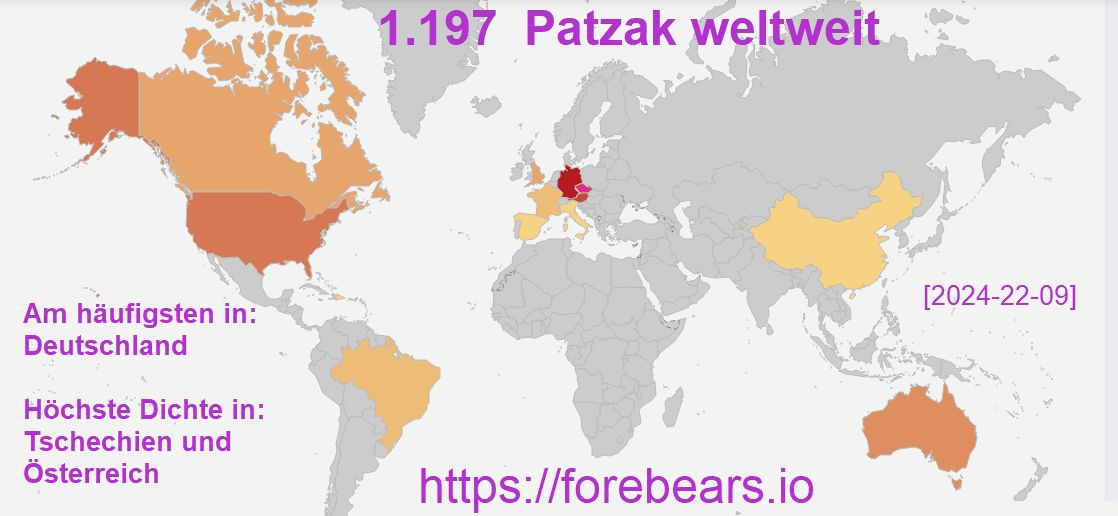 1.197 Patzak weltweit
[2024-22-09]
Am häufigsten in:
Deutschland
Höchste Dichte in:
Tschechien und
Österreich
https://forebears.io